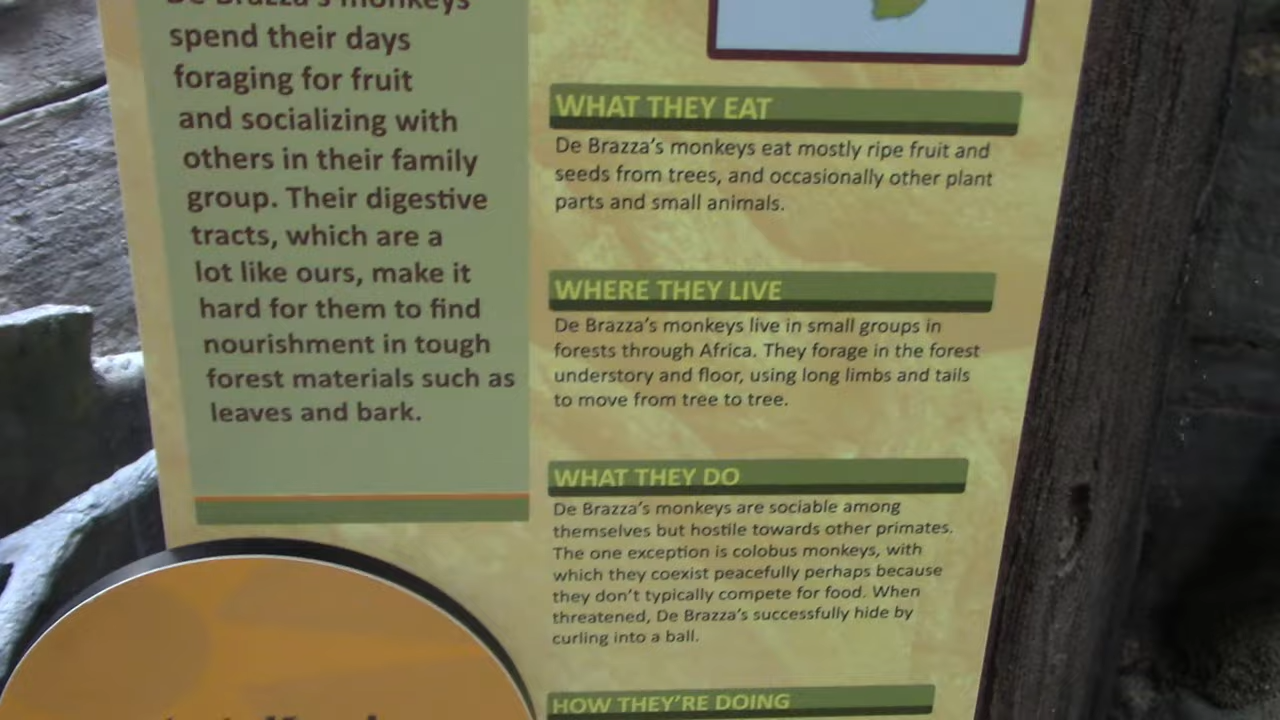 De Brazza's monkeys
spend their days
foraging for fruit
and socializing with
others in their family
group. Their digestive
tracts, which are a
lot like ours, make it
hard for them to find
nourishment in tough
forest materials such as
leaves and bark.
WHAT THEY EAT
De Brazza's monkeys eat mostly ripe fruit and
seeds from trees, and occasionally other plant
parts and small animals.
WHERE THEY LIVE
De Brazza's monkeys live in small groups in
forests through Africa. They forage in the forest
understory and floor, using long limbs and tails
to move from tree to tree.
WHAT THEY DO
De Brazza's monkeys are sociable among
themselves but hostile towards other primates.
The one exception is colobus monkeys, with
which they coexist peacefully perhaps because
they don't typically compete for food. When
threatened, De Brazza's successfully hide by
curling into a ball.
HOW THEY'RE DOING